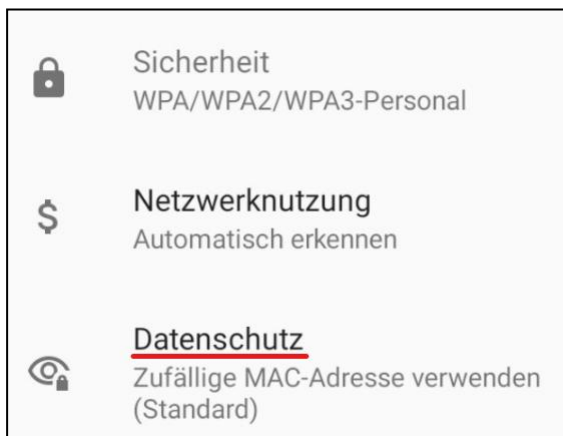 Sicherheit
WPA/WPA2/WPA3-Personal
$
Netzwerknutzung
Automatisch erkennen
Datenschutz
Zufällige MAC-Adresse verwenden
(Standard)